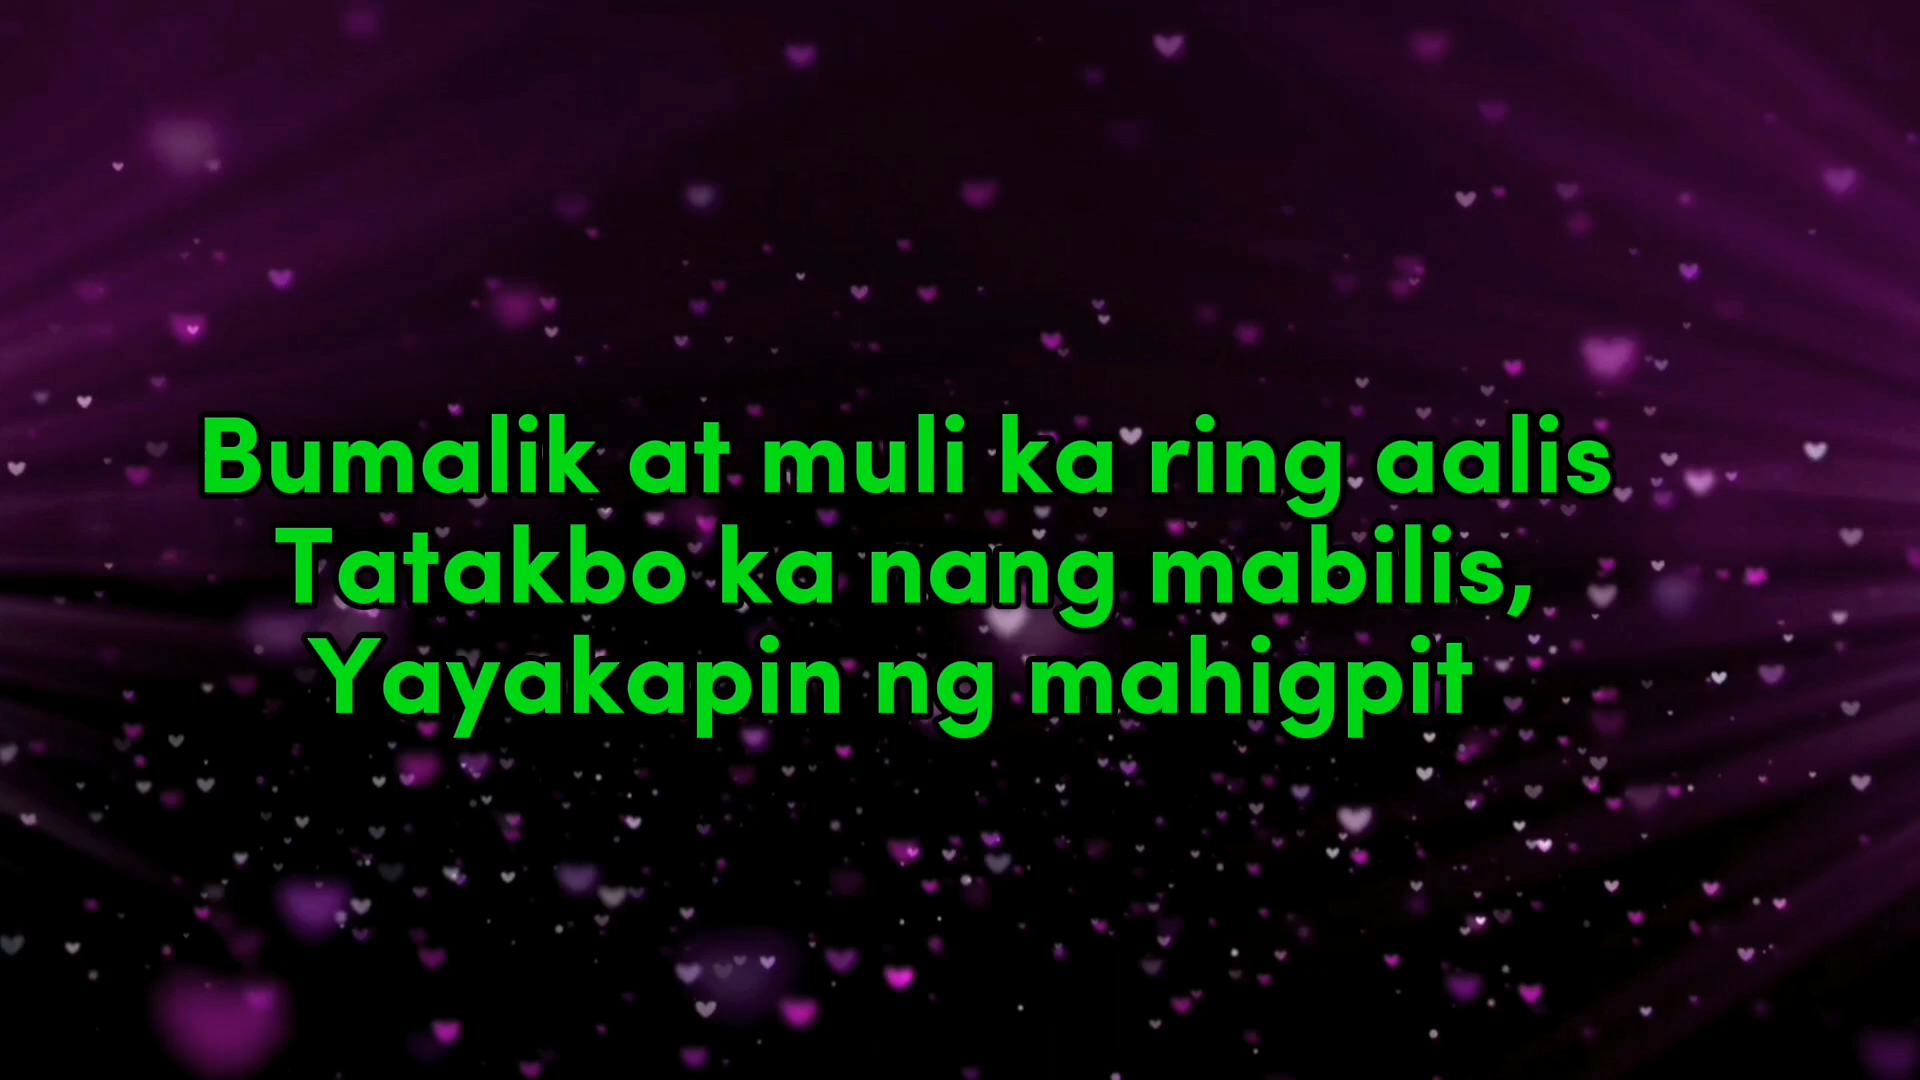 Bumalik at muli ka ring aalis
Tatakbo ka nang mabilis,
Yayakapin ng mahigpit